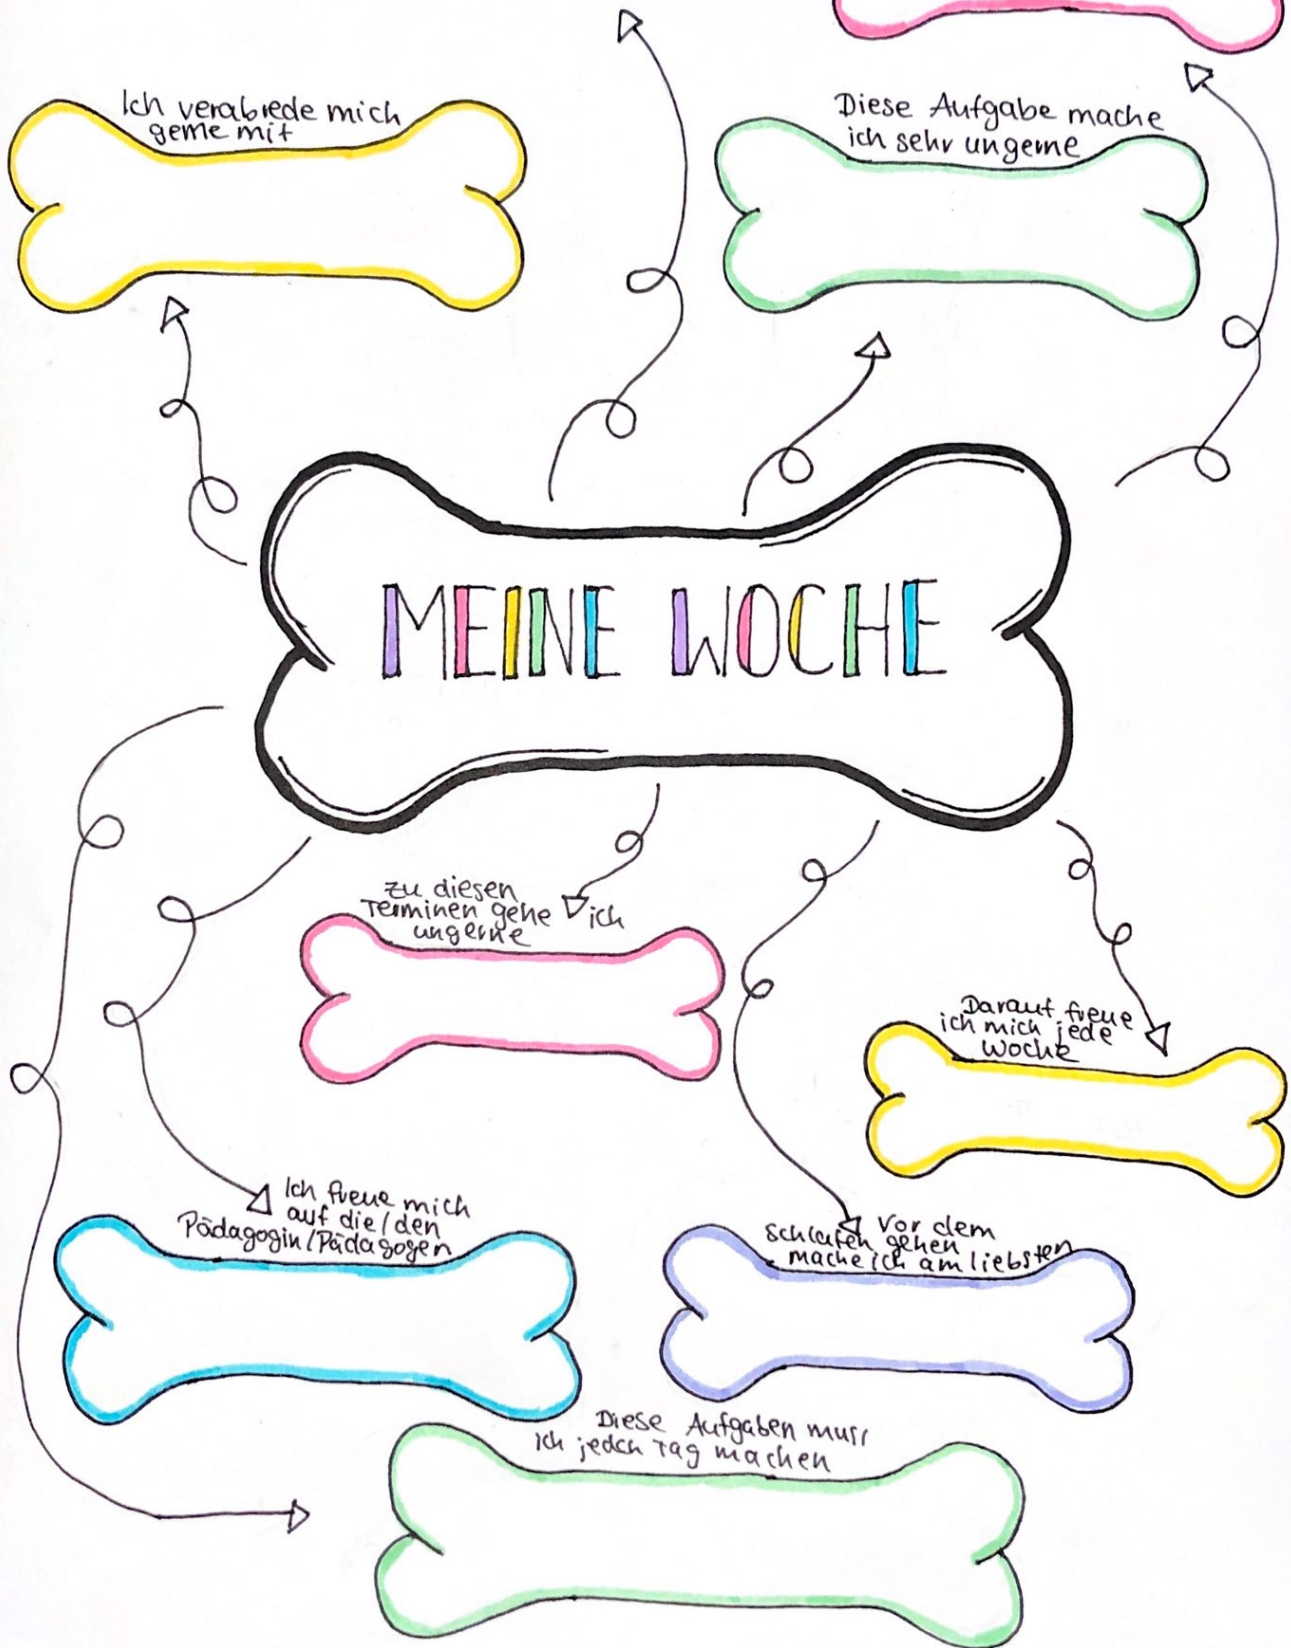 Ich verabrede mich
gerne mit
Diese Aufgabe mache
ich sehr ungerne
MEINE WOCHE
zu diesen
Terminen gehe ich
ungerne
Darauf freue
ich mich jede
Woche
Ich freue mich
auf die/den
Pädagogin/Pädagogen
Vor dem
Schlafen gehen
mache ich am liebsten
Diese Aufgaben muss
ich jeden Tag machen